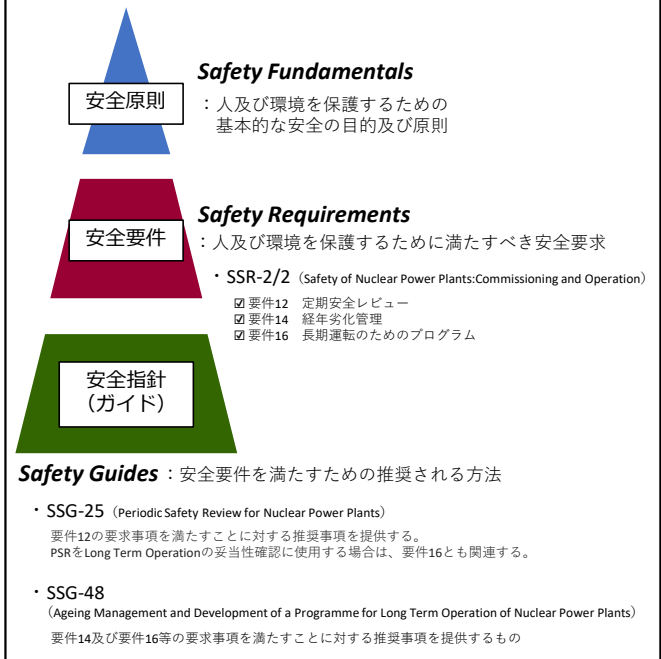 安全原則
Safety Fundamentals
：人及び環境を保護するための
基本的な安全の目的及び原則
安全要件
Safety Requirements
：人及び環境を保護するために満たすべき安全要求
・SSR-2/2（Safety of Nuclear Power Plants:Commissioning and Operation）
☑要件12　定期安全レビュー
☑要件14　経年劣化管理
☑要件16　長期運転のためのプログラム
安全指針
（ガイド）
Safety Guides：安全要件を満たすための推奨される方法
・SSG-25（Periodic Safety Review for Nuclear Power Plants）
要件12の要求事項を満たすことに対する推奨事項を提供する。
PSRをLong Term Operationの妥当性確認に使用する場合は、要件16とも関連する。
・SSG-48
（Ageing Management and Development of a Programme for Long Term Operation of Nuclear Power Plants）
要件14及び要件16等の要求事項を満たすことに対する推奨事項を提供するもの